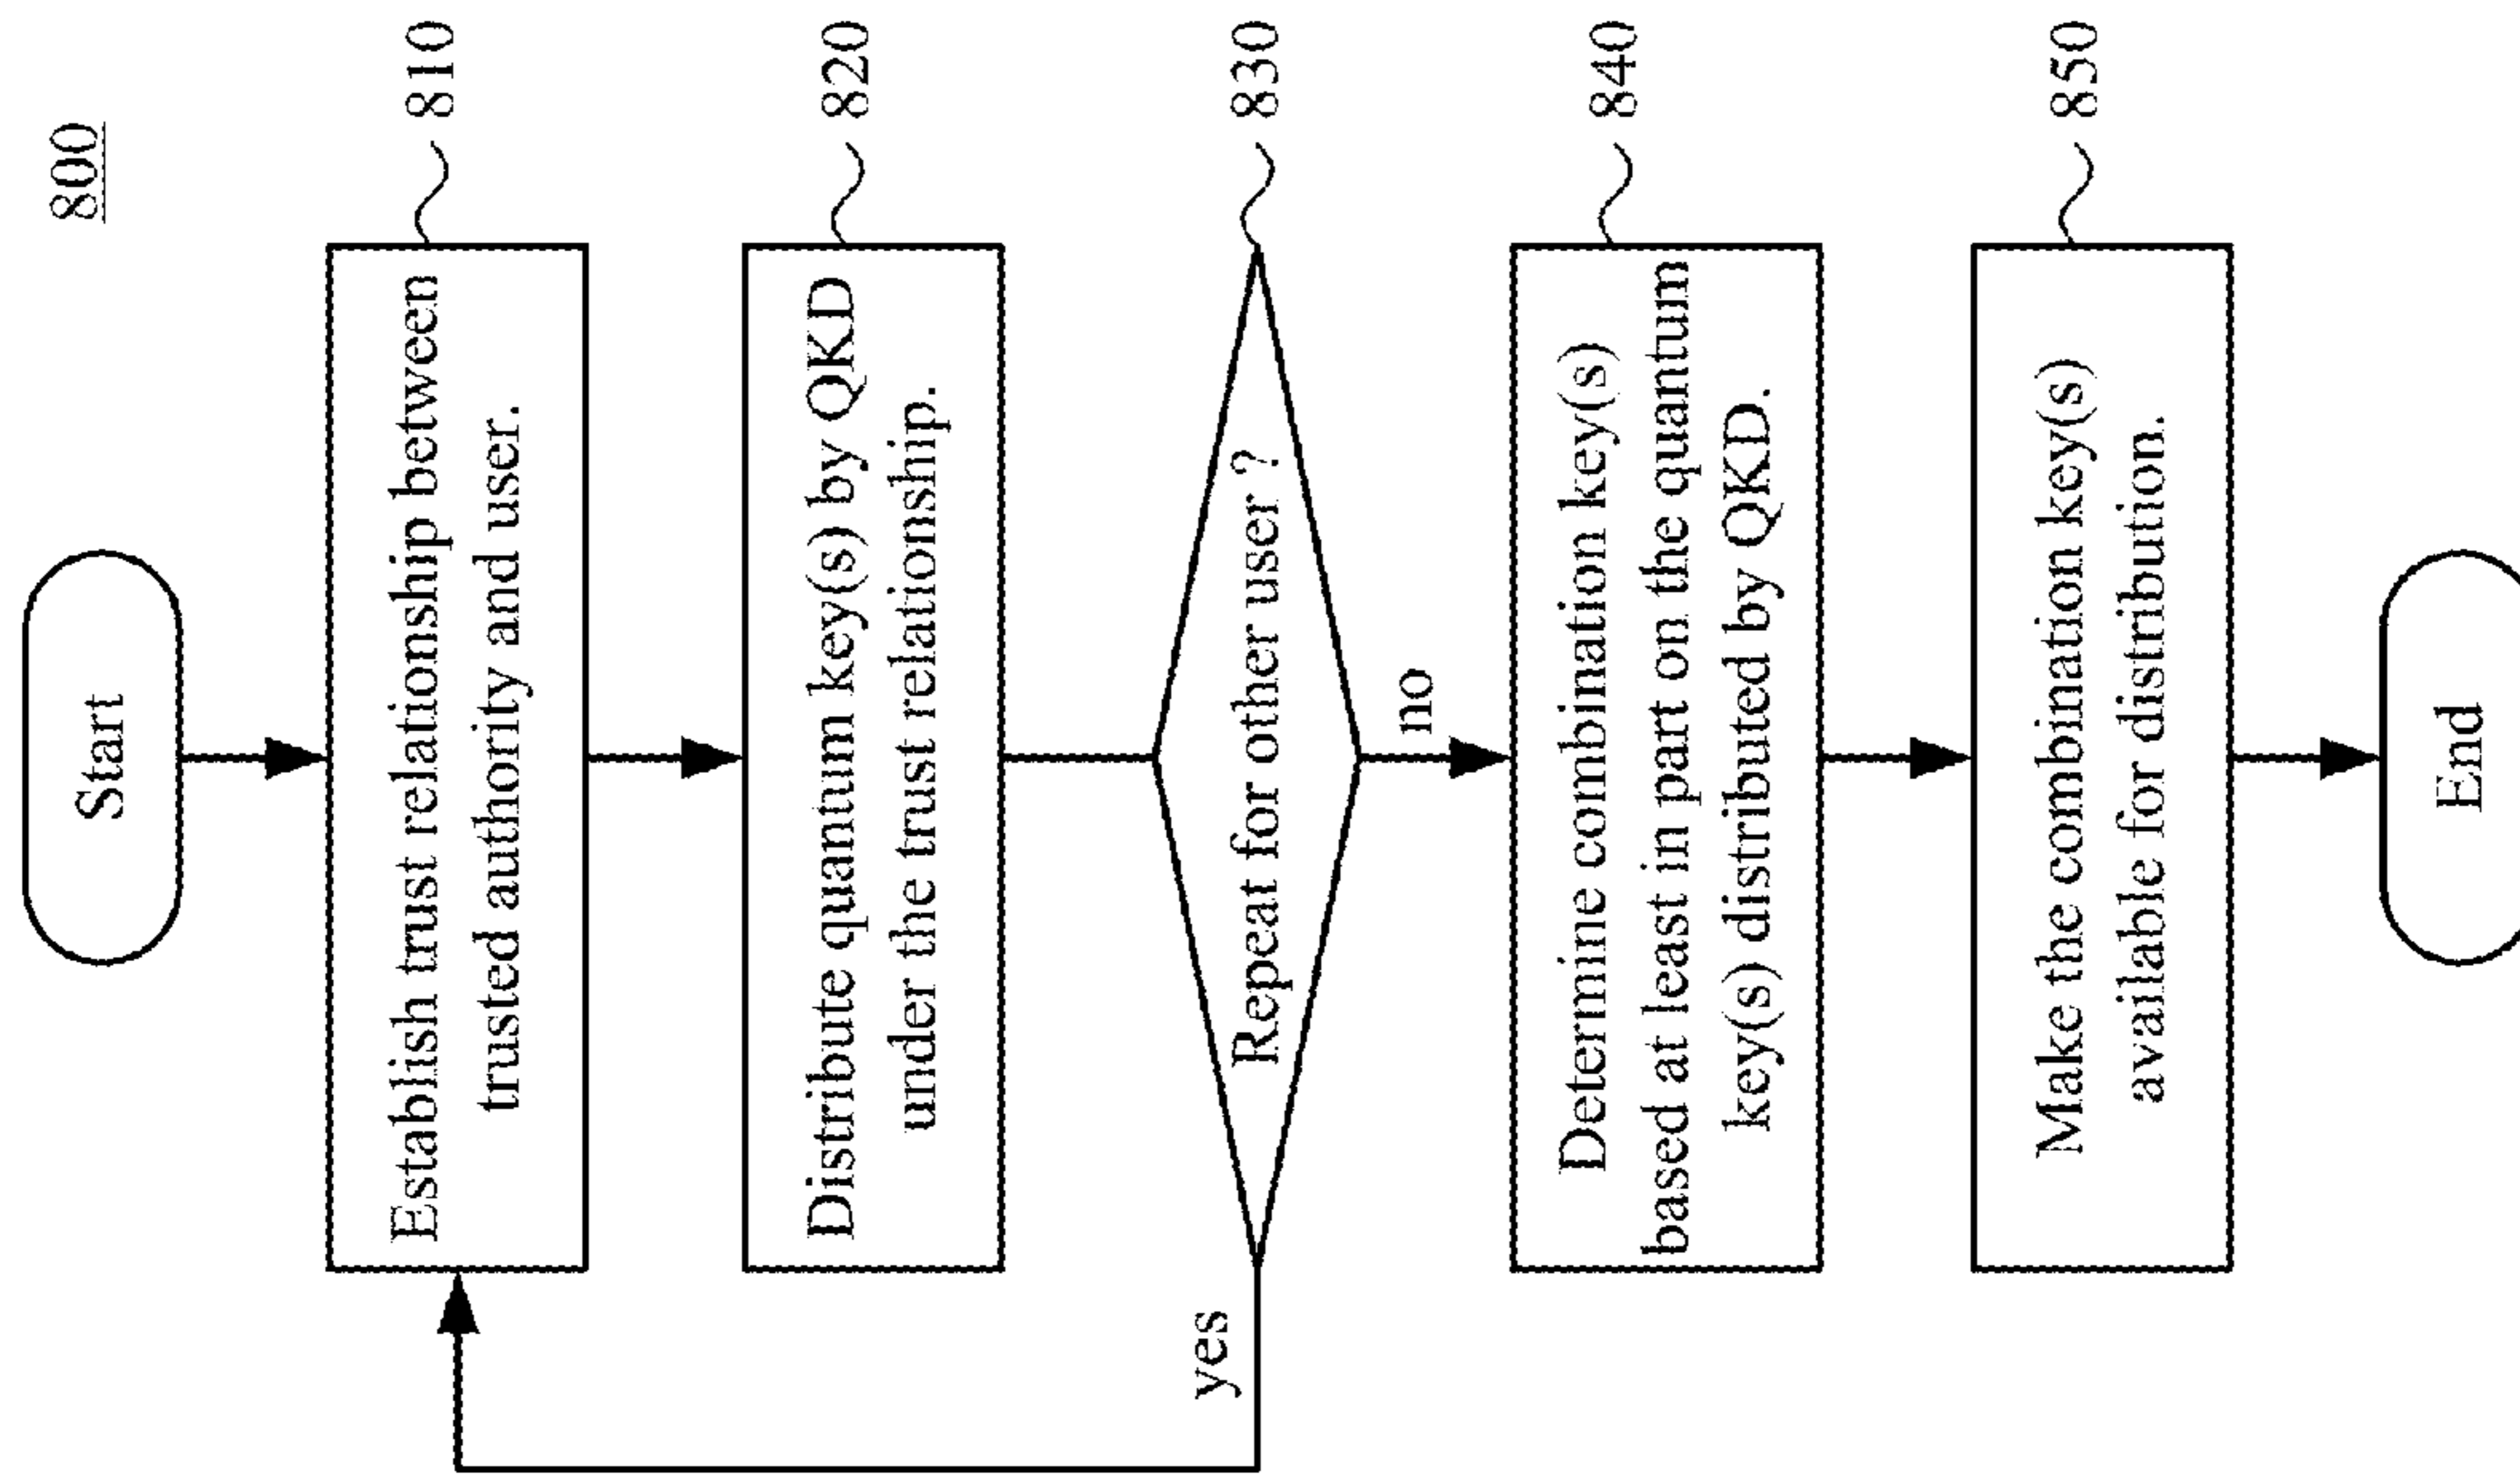 800
Start
Establish trust relationship between
trusted authority and user.
810
Distribute quantum key(s) by QKD
under the trust relationship.
820
Repeat for other user ?
830
yes
no
Determine combination key(s)
based at least in part on the quantum
key(s) distributed by QKD.
840
Make the combination key(s)
available for distribution.
850
End